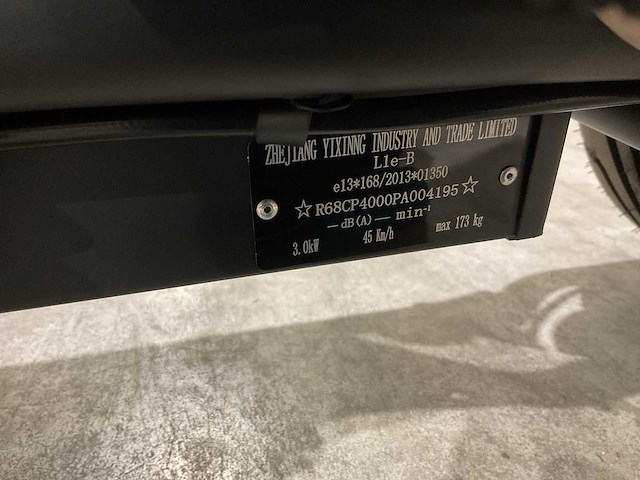 ZHEJIANG YIXINNG INDUSTRY AND TRADE LIMITED
L1e-B
e13*168/2013*01350
☆R68CP4000PA004195☆
—dB(A)— min⁻¹
3.0kW 45 Km/h max 173 kg